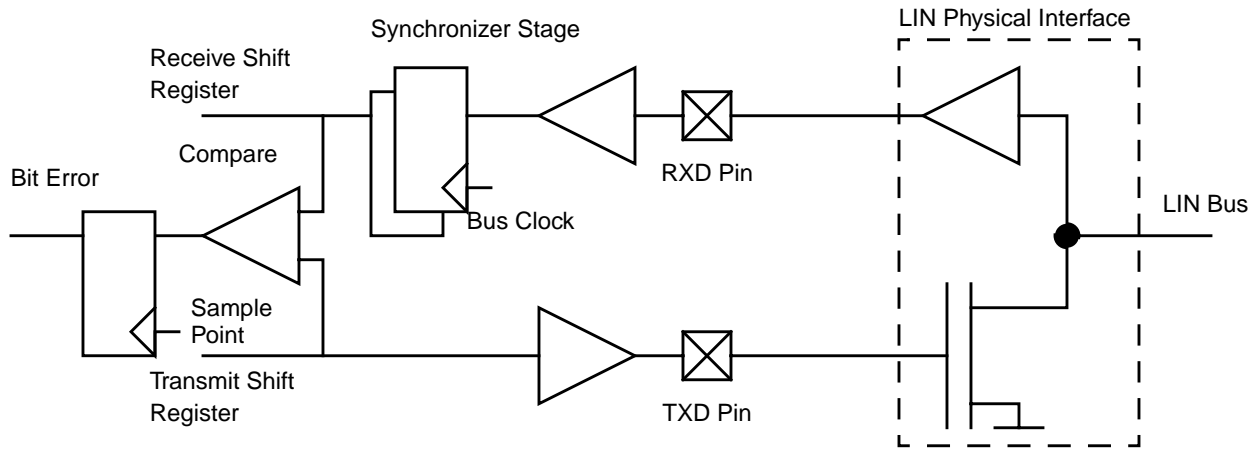 LIN Physical Interface
Synchronizer Stage
Receive Shift
Register
Compare
RXD Pin
Bit Error
Bus Clock
LIN Bus
Sample
Point
Transmit Shift
Register
TXD Pin